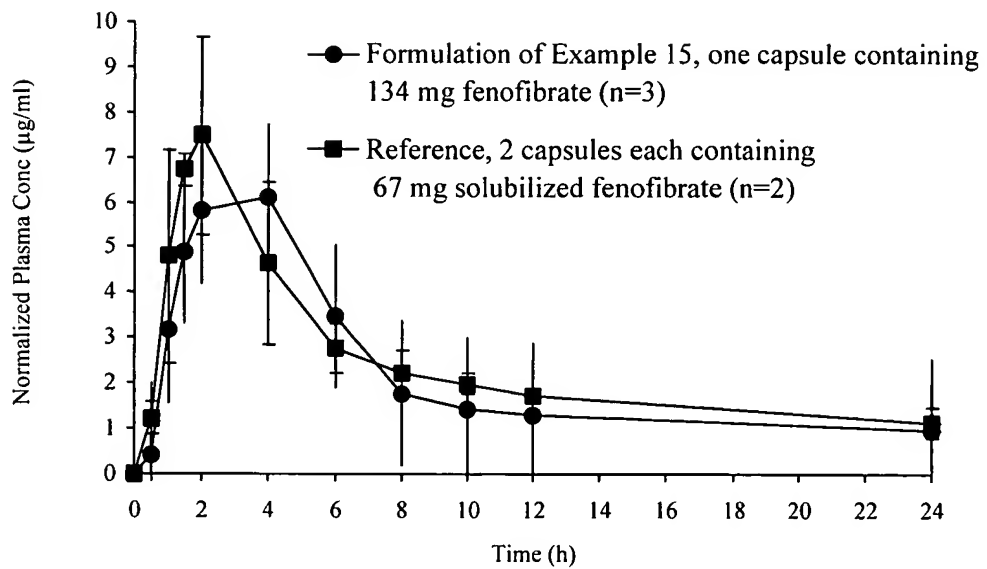 10
9
8
7
6
5
4
3
2
1
0
Normalized Plasma Conc (µg/ml)
Formulation of Example 15, one capsule containing
134 mg fenofibrate (n=3)
Reference, 2 capsules each containing
67 mg solubilized fenofibrate (n=2)
0 2 4 6 8 10 12 14 16 18 20 22 24
Time (h)